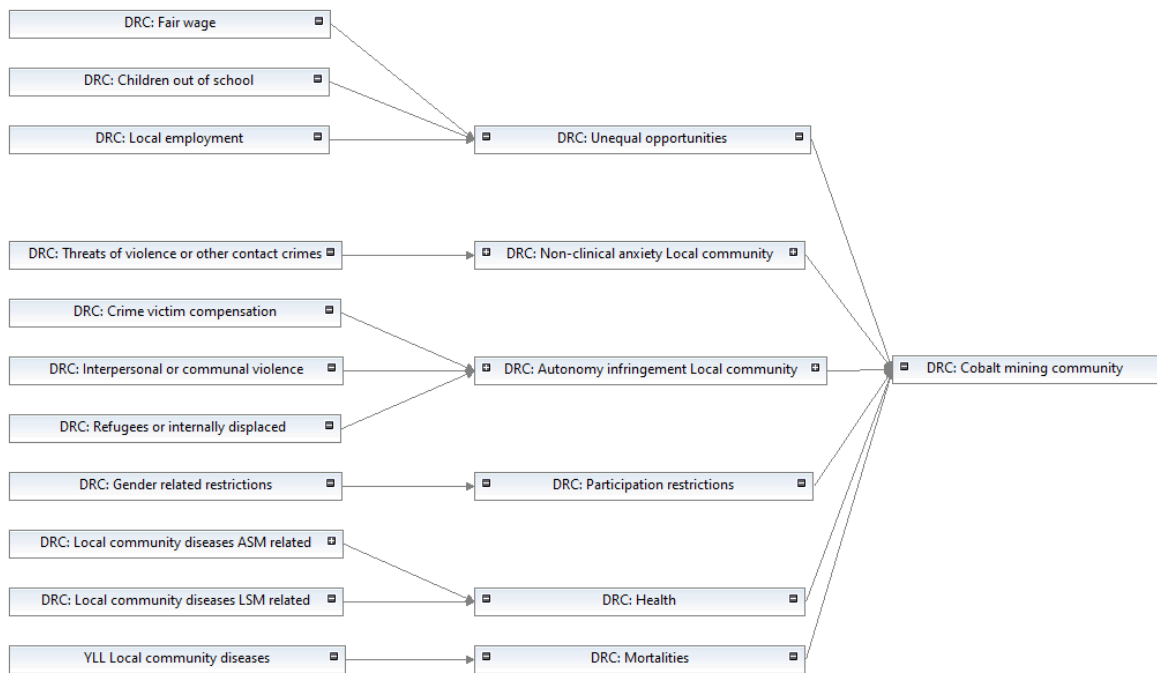 DRC: Fair wage
DRC: Children out of school
DRC: Local employment
DRC: Unequal opportunities
DRC: Threats of violence or other contact crimes
DRC: Non-clinical anxiety Local community
DRC: Crime victim compensation
DRC: Interpersonal or communal violence
DRC: Autonomy infringement Local community
DRC: Cobalt mining community
DRC: Refugees or internally displaced
DRC: Gender related restrictions
DRC: Participation restrictions
DRC: Local community diseases ASM related
DRC: Local community diseases LSM related
DRC: Health
YLL Local community diseases
DRC: Mortalities